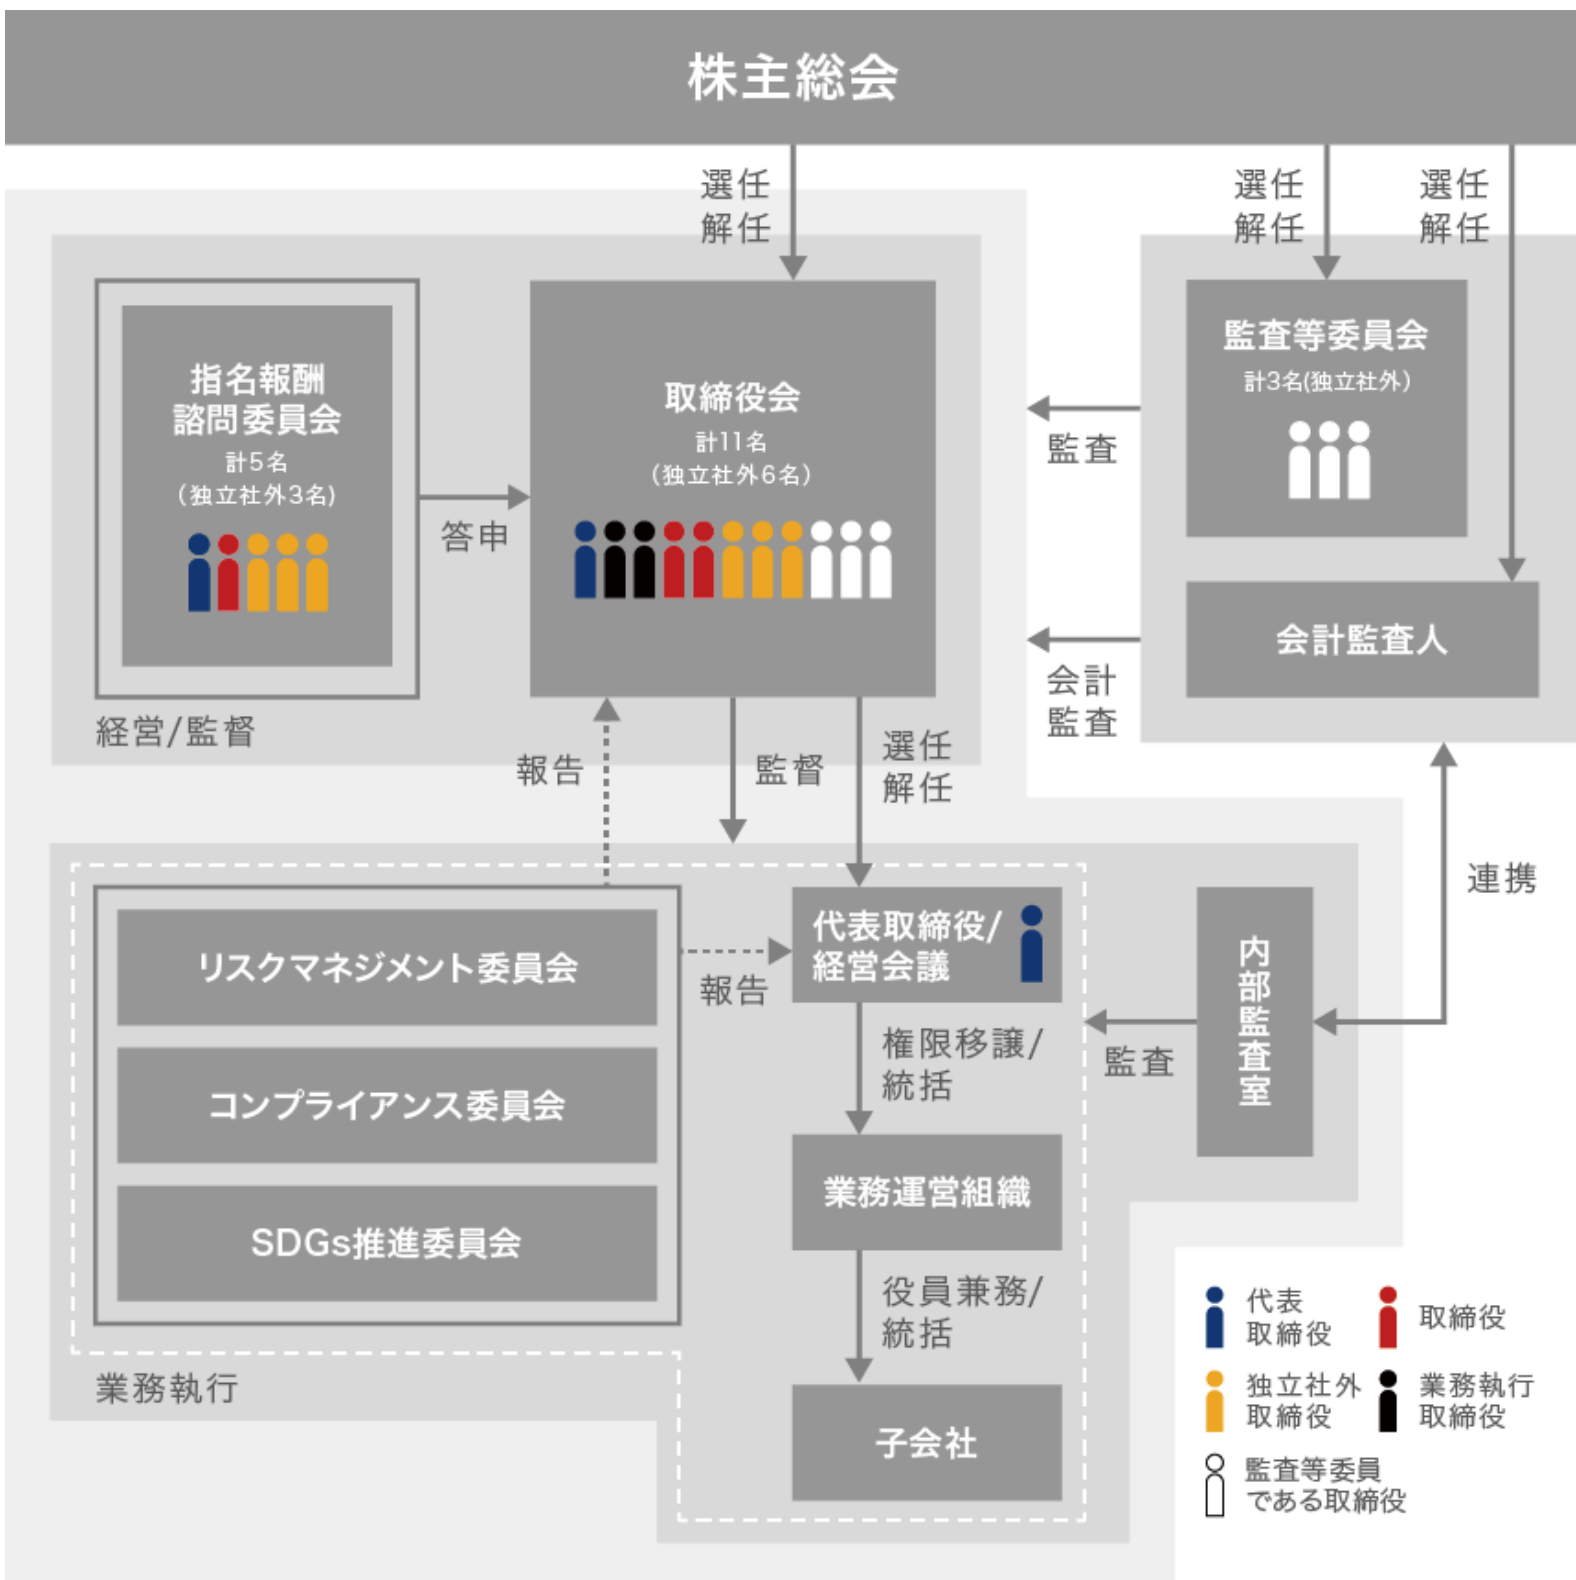 株主総会
選任
解任
選任
解任
選任
解任
指名報酬
諮問委員会
計5名
(独立社外3名)
答申
取締役会
計11名
(独立社外6名)
監査等委員会
計3名(独立社外)
監査
会計監査人
会計
監査
経営/監督
報告
監督
選任
解任
連携
リスクマネジメント委員会
コンプライアンス委員会
SDGs推進委員会
報告
代表取締役/
経営会議
権限移譲/
統括
監査
内部監査室
業務運営組織
役員兼務/
統括
子会社
業務執行
代表
取締役
取締役
独立社外
取締役
業務執行
取締役
監査等委員
である取締役